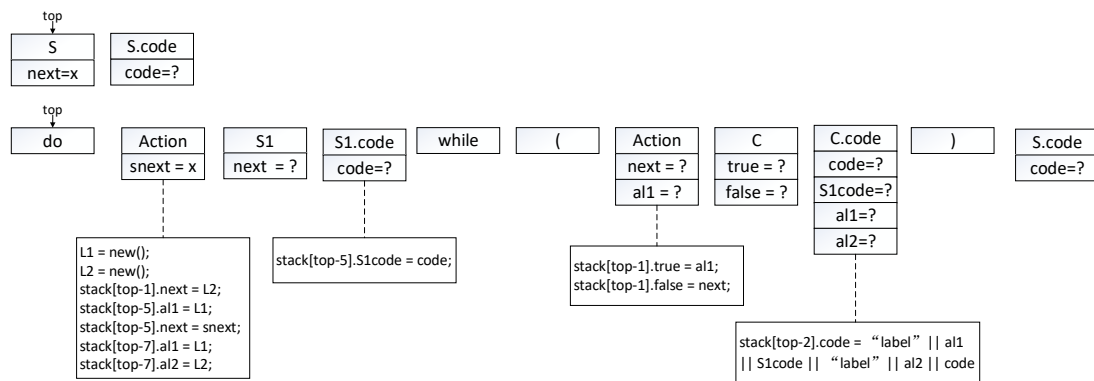 top
S
next=x
S.code
code=?
top
do
Action
snext = x
S1
next = ?
S1.code
code=?
while
(
Action
next = ?
al1 = ?
C
true = ?
false = ?
C.code
code=?
S1code=?
al1=?
al2=?
)
S.code
code=?
L1 = new();
L2 = new();
stack[top-1].next = L2;
stack[top-5].al1 = L1;
stack[top-5].next = snext;
stack[top-7].al1 = L1;
stack[top-7].al2 = L2;
stack[top-5].S1code = code;
stack[top-1].true = al1;
stack[top-1].false = next;
stack[top-2].code = “label” || al1
|| S1code || “label” || al2 || code